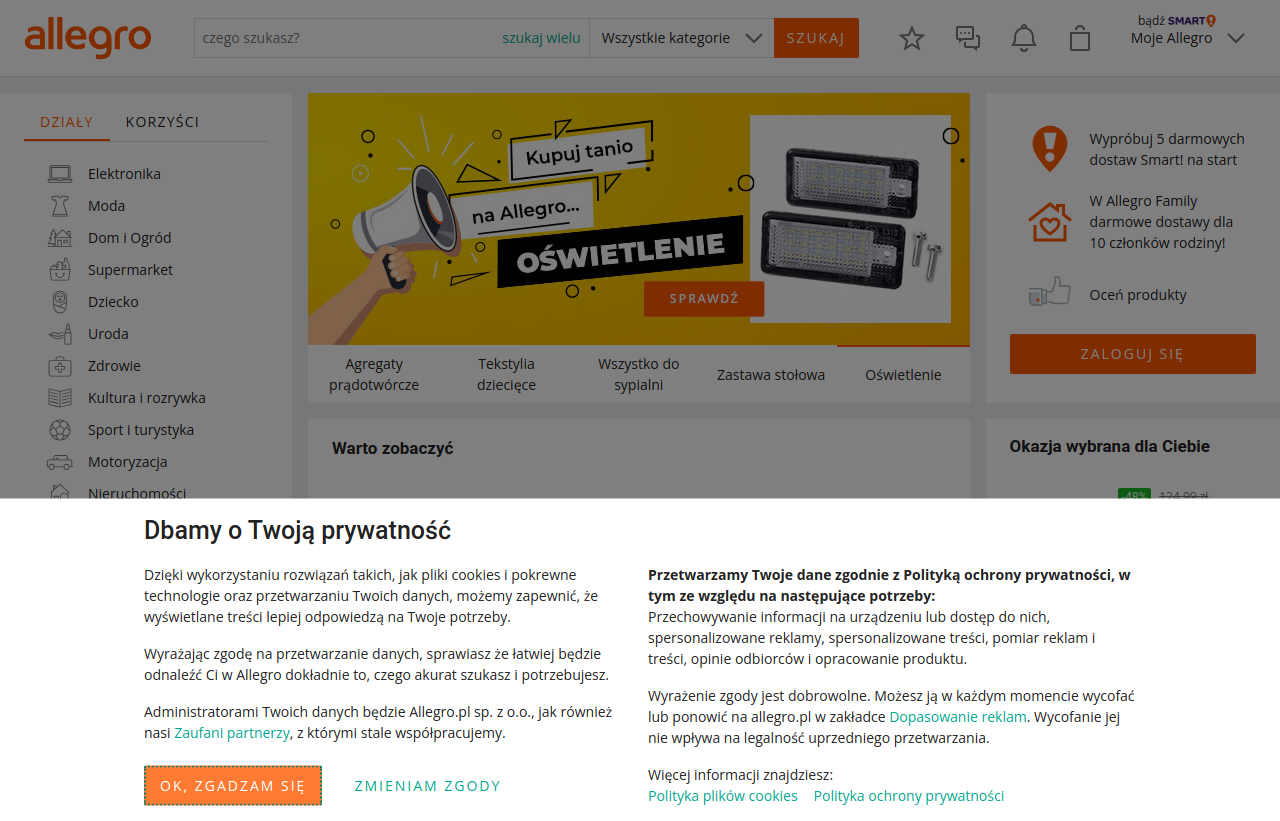 allegro
czego szukasz?
szukaj wielu
Wszystkie kategorie
SZUKAJ
bądź SMART!
Moje Allegro
DZIAŁY
KORZYŚCI
Elektronika
Moda
Dom i Ogród
Supermarket
Dziecko
Uroda
Zdrowie
Kultura i rozrywka
Sport i turystyka
Motoryzacja
Nieruchomości
Kupuj tanio
na Allegro...
OŚWIETLENIE
SPRAWDŹ
Agregaty
prądotwórcze
Tekstylia
dziecięce
Wszystko do
sypialni
Zastawa stołowa
Oświetlenie
Wypróbuj 5 darmowych
dostaw Smart! na start
W Allegro Family
darmowe dostawy dla
10 członków rodziny!
Oceń produkty
ZALOGUJ SIĘ
Warto zobaczyć
Okazja wybrana dla Ciebie
-48%
124,99 zł
Dbamy o Twoją prywatność
Dzięki wykorzystaniu rozwiązań takich, jak pliki cookies i pokrewne
technologie oraz przetwarzaniu Twoich danych, możemy zapewnić, że
wyświetlane treści lepiej odpowiedzą na Twoje potrzeby.
Wyrażając zgodę na przetwarzanie danych, sprawiasz że łatwiej będzie
odnaleźć Ci w Allegro dokładnie to, czego akurat szukasz i potrzebujesz.
Administratorami Twoich danych będzie Allegro.pl sp. z o.o., jak również
nasi Zaufani partnerzy, z którymi stale współpracujemy.
OK, ZGADZAM SIĘ
ZMIENIAM ZGODY
Przetwarzamy Twoje dane zgodnie z Polityką ochrony prywatności, w
tym ze względu na następujące potrzeby:
Przechowywanie informacji na urządzeniu lub dostęp do nich,
spersonalizowane reklamy, spersonalizowane treści, pomiar reklam i
treści, opinie odbiorców i opracowanie produktu.
Wyrażenie zgody jest dobrowolne. Możesz ją w każdym momencie wycofać
lub ponowić na allegro.pl w zakładce Dopasowanie reklam. Wycofanie jej
nie wpływa na legalność uprzedniego przetwarzania.
Więcej informacji znajdziesz:
Polityka plików cookies
Polityka ochrony prywatności